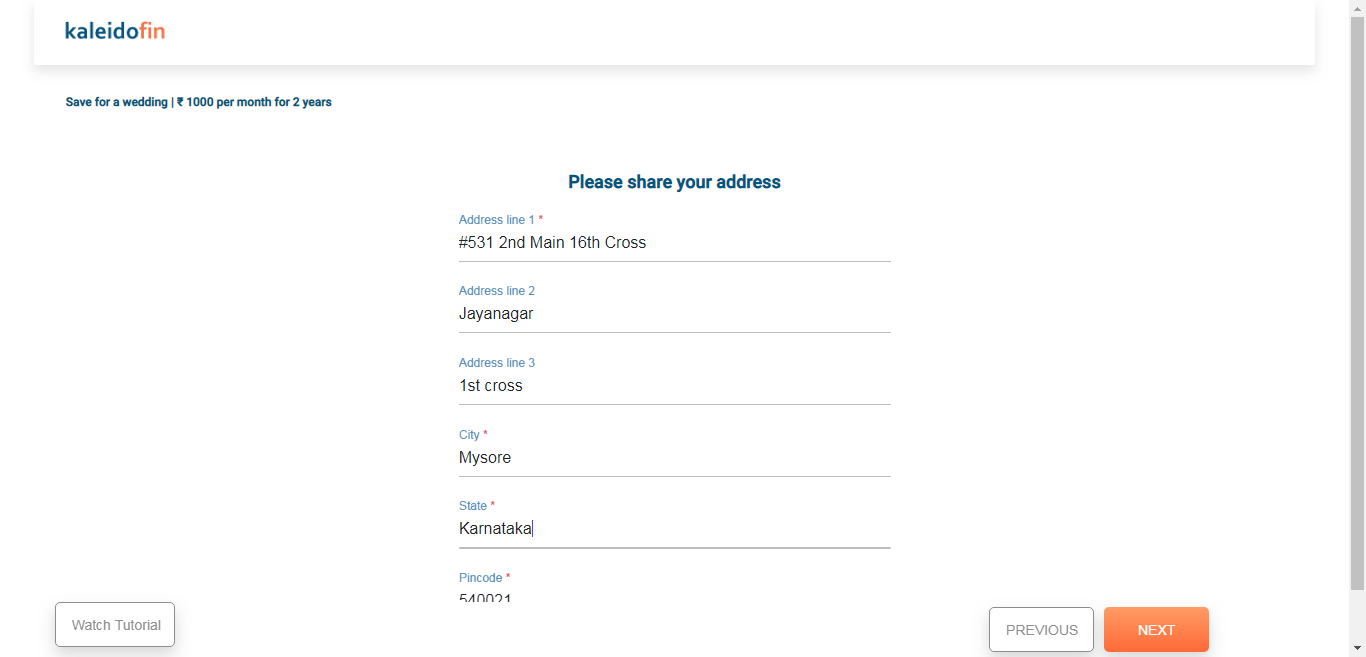 kaleidofin
Save for a wedding | ₹ 1000 per month for 2 years
Please share your address
Address line 1 *
#531 2nd Main 16th Cross
Address line 2
Jayanagar
Address line 3
1st cross
City *
Mysore
State *
Karnataka
Pincode *
540021
Watch Tutorial
PREVIOUS
NEXT